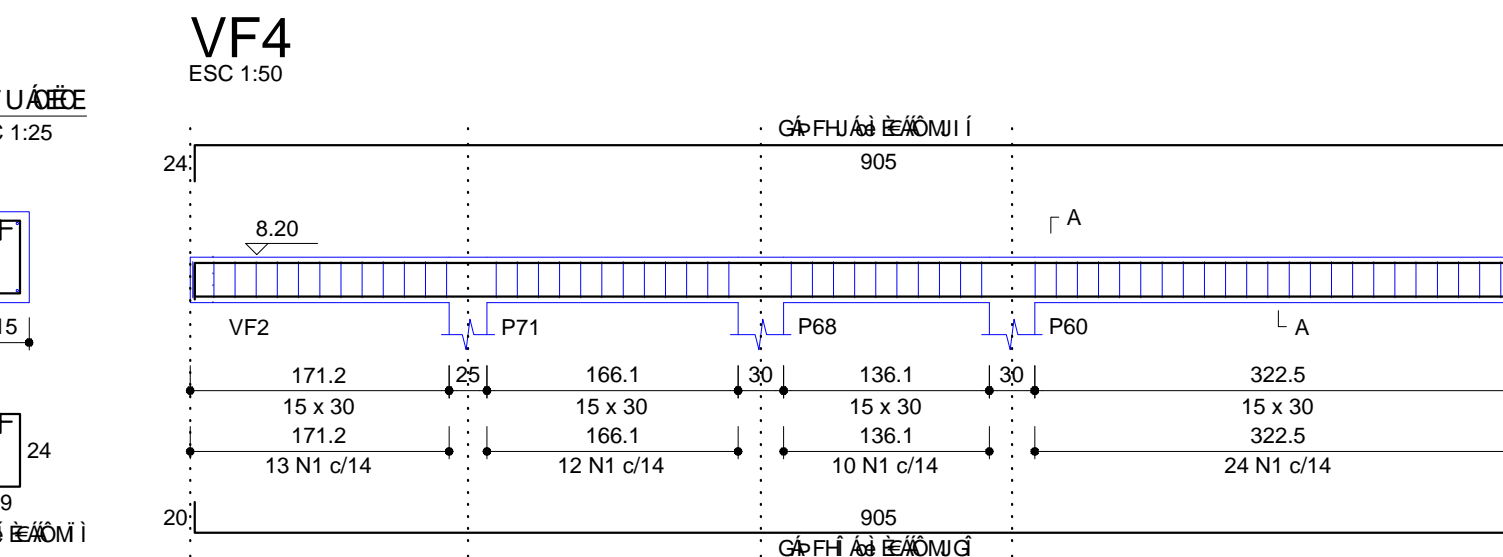 VF4
ESC 1:50
1:25
24
905
8.20
A
15
VF2
P71
P68
P60
A
171.2
25
166.1
30
136.1
30
322.5
15 x 30
15 x 30
15 x 30
15 x 30
171.2
166.1
136.1
322.5
13 N1 c/14
12 N1 c/14
10 N1 c/14
24 N1 c/14
24
9
20
905